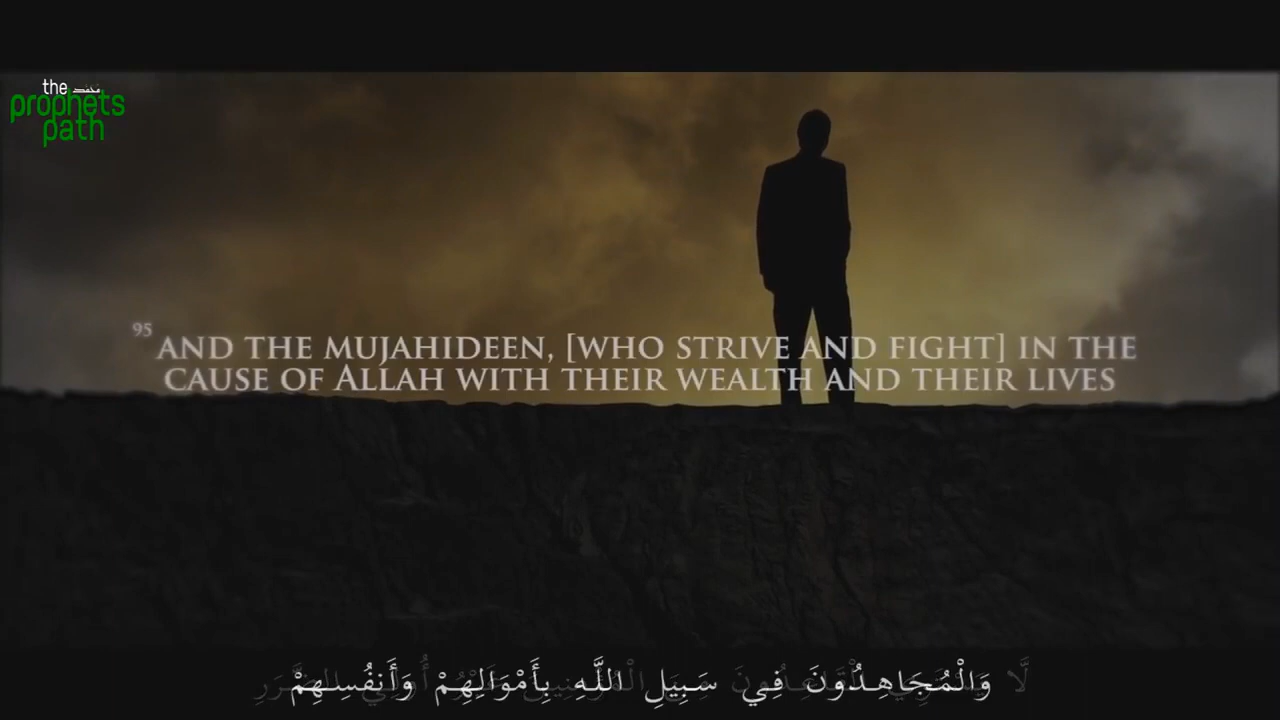 the محمد
prophets
path
95 AND THE MUJAHIDEEN, [WHO STRIVE AND FIGHT] IN THE
CAUSE OF ALLAH WITH THEIR WEALTH AND THEIR LIVES
وَالْمُجَاهِدُونَ فِي سَبِيلِ اللَّهِ بِأَمْوَالِهِمْ وَأَنفُسِهِمْ